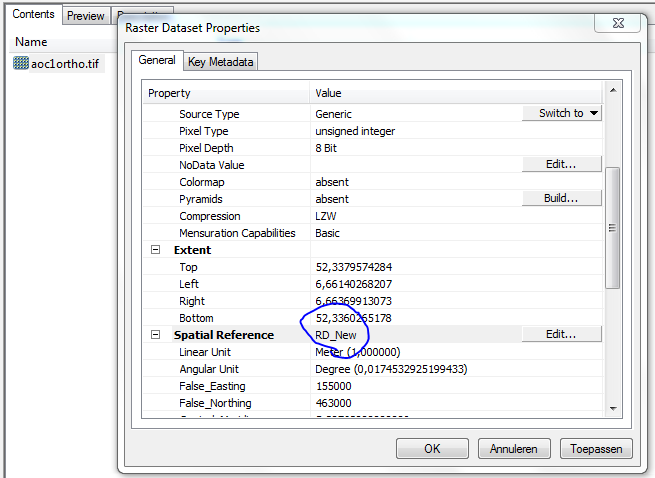 Contents Preview
Name
aoc1ortho.tif
Raster Dataset Properties
General Key Metadata
Property Value
Source Type Generic Switch to
Pixel Type unsigned integer
Pixel Depth 8 Bit
NoData Value Edit...
Colormap absent
Pyramids absent Build...
Compression LZW
Mensuration Capabilities Basic
Extent
Top 52,3379574284
Left 6,66140268207
Right 6,66369913073
Bottom 52,3360265178
Spatial Reference RD_New Edit...
Linear Unit Meter (1,000000)
Angular Unit Degree (0,0174532925199433)
False_Easting 155000
False_Northing 463000
OK Annuleren Toepassen